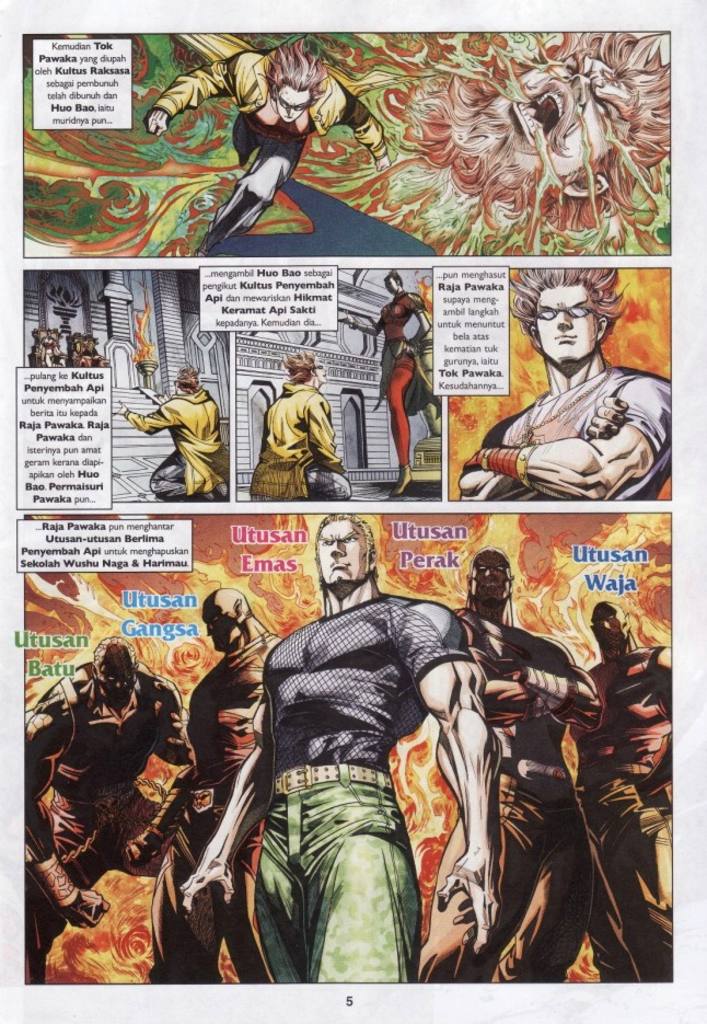 Kemudian Tok
Pawaka yang diupah
oleh Kultus Raksasa
sebagai pembunuh
telah dibunuh dan
Huo Bao, iaitu
muridnya pun...
...pulang ke Kultus
Penyembah Api
untuk menyampaikan
berita itu kepada
Raja Pawaka. Raja
Pawaka dan
isterinya pun amat
geram kerana diapi-
apikan oleh Huo
Bao. Permaisuri
Pawaka pun...
...mengambil Huo Bao sebagai
pengikut Kultus Penyembah
Api dan mewariskan Hikmat
Keramat Api Sakti
kepadanya. Kemudian dia...
...pun menghasut
Raja Pawaka
supaya meng-
ambil langkah
untuk menuntut
bela atas
kematian tuk
gurunya, iaitu
Tok Pawaka.
Kesudahannya...
...Raja Pawaka pun menghantar
Utusan-utusan Berlima
Penyembah Api untuk menghapuskan
Sekolah Wushu Naga & Harimau.
Utusan
Batu
Utusan
Gangsa
Utusan
Emas
Utusan
Perak
Utusan
Waja
5